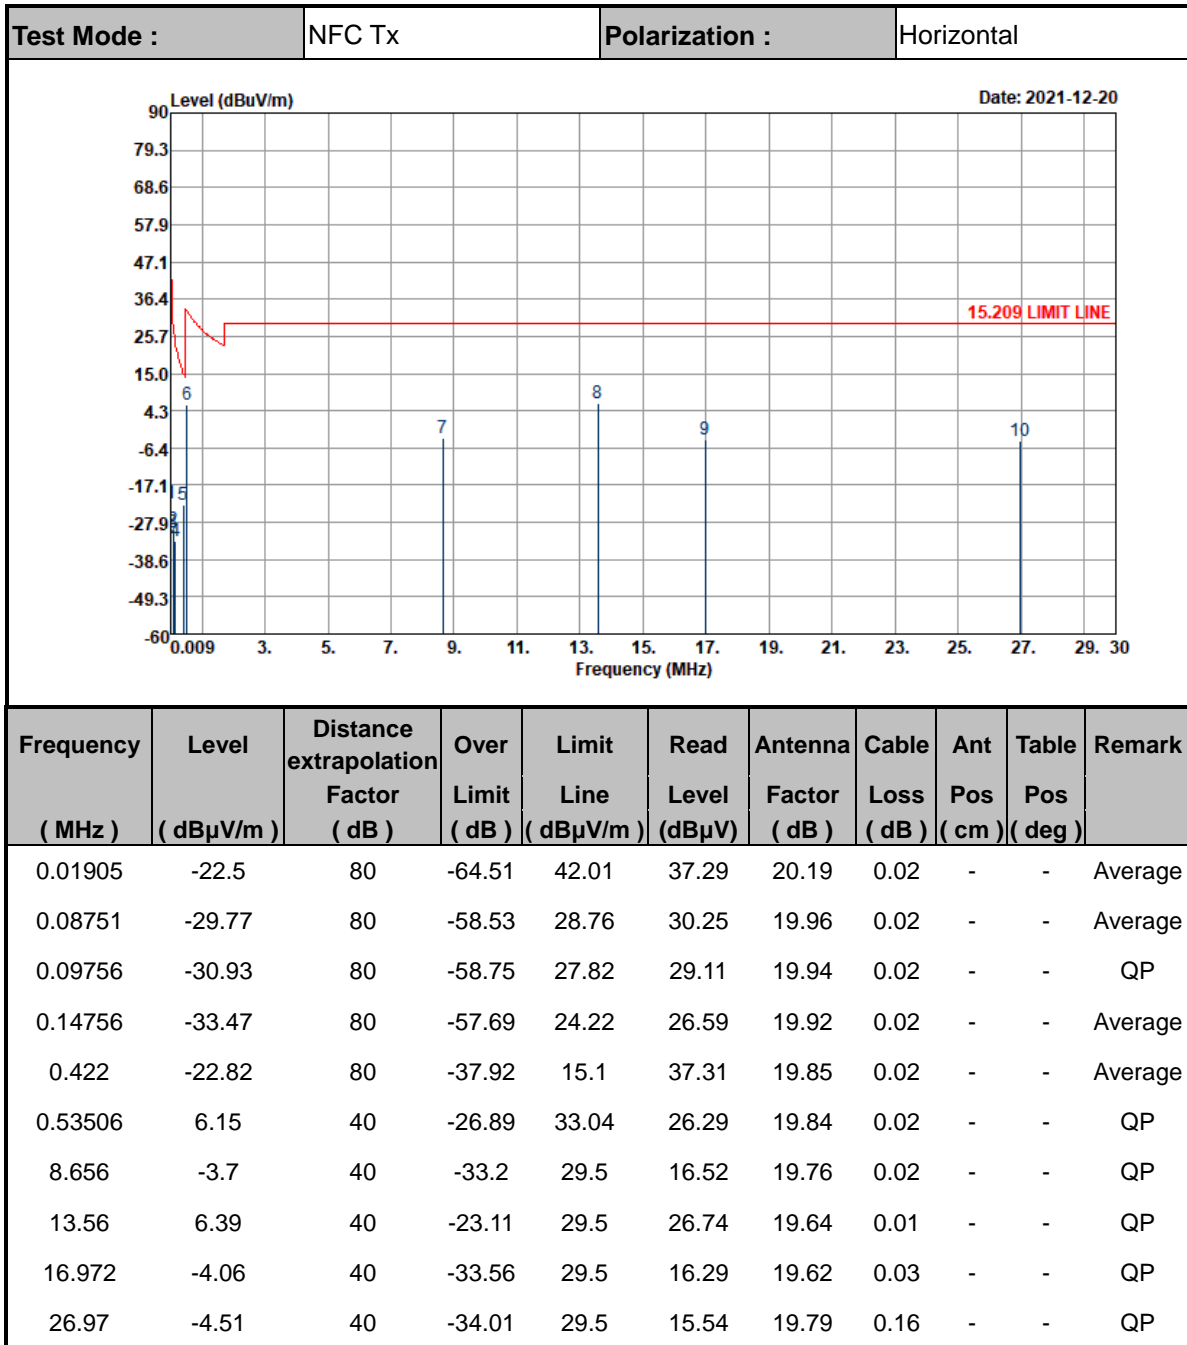 Test Mode : NFC Tx Polarization : Horizontal
Level (dBuV/m) Date: 2021-12-20
90
79.3
68.6
57.9
47.1
36.4
15.209 LIMIT LINE
25.7
15.0
6 8
4.3
7 9 10
-6.4
-17.1
5
-27.9
4
-38.6
-49.3
-60
0.009 3. 5. 7. 9. 11. 13. 15. 17. 19. 21. 23. 25. 27. 29. 30
Frequency (MHz)
Frequency Level Distance extrapolation Over Limit Read Antenna Cable Ant Table Remark
Factor Limit Line Level Factor Loss Pos Pos
( MHz ) ( dBμV/m ) ( dB ) ( dB ) ( dBμV/m ) (dBμV) ( dB ) ( dB ) ( cm ) ( deg )
0.01905 -22.5 80 -64.51 42.01 37.29 20.19 0.02 - - Average
0.08751 -29.77 80 -58.53 28.76 30.25 19.96 0.02 - - Average
0.09756 -30.93 80 -58.75 27.82 29.11 19.94 0.02 - - QP
0.14756 -33.47 80 -57.69 24.22 26.59 19.92 0.02 - - Average
0.422 -22.82 80 -37.92 15.1 37.31 19.85 0.02 - - Average
0.53506 6.15 40 -26.89 33.04 26.29 19.84 0.02 - - QP
8.656 -3.7 40 -33.2 29.5 16.52 19.76 0.02 - - QP
13.56 6.39 40 -23.11 29.5 26.74 19.64 0.01 - - QP
16.972 -4.06 40 -33.56 29.5 16.29 19.62 0.03 - - QP
26.97 -4.51 40 -34.01 29.5 15.54 19.79 0.16 - - QP